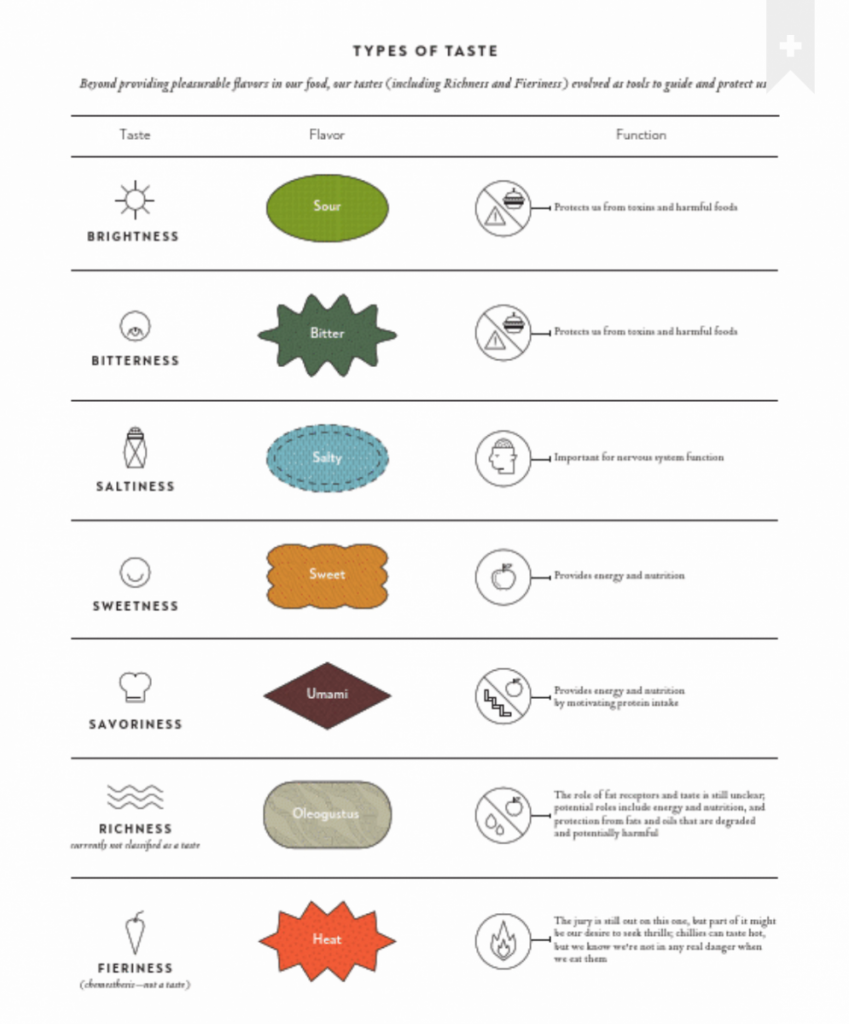 TYPES OF TASTE
Beyond providing pleasurable flavors in our food, our tastes (including Richness and Fieriness) evolved as tools to guide and protect us
Taste Flavor Function
BRIGHTNESS
Sour
Protects us from toxins and harmful foods
BITTERNESS
Bitter
Protects us from toxins and harmful foods
SALTINESS
Salty
Important for nervous system function
SWEETNESS
Sweet
Provides energy and nutrition
SAVORINESS
Umami
Provides energy and nutrition
by motivating protein intake
RICHNESS
currently not classified as a taste
Oleogustus
The role of fat receptors and taste is still unclear;
potential roles include energy and nutrition, and
protection from fats and oils that are degraded
and potentially harmful
FIERINESS
(chemesthesis—not a taste)
Heat
The jury is still out on this one, but part of it might
be our desire to seek thrills; chillies can taste hot,
but we know we're not in any real danger when
we eat them